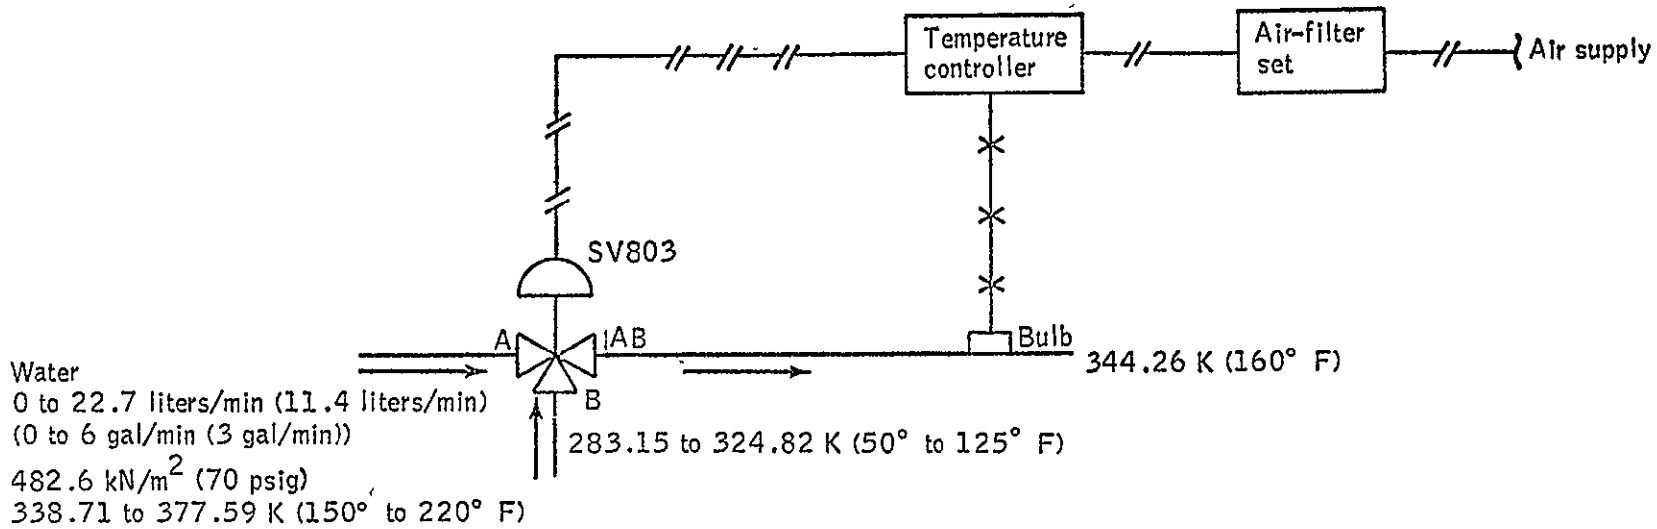 Temperature
controller
Air-filter
set
Air supply
SV803
A
AB
B
Bulb
344.26 K (160° F)
Water
0 to 22.7 liters/min (11.4 liters/min)
(0 to 6 gal/min (3 gal/min))
482.6 kN/m² (70 psig)
338.71 to 377.59 K (150° to 220° F)
283.15 to 324.82 K (50° to 125° F)